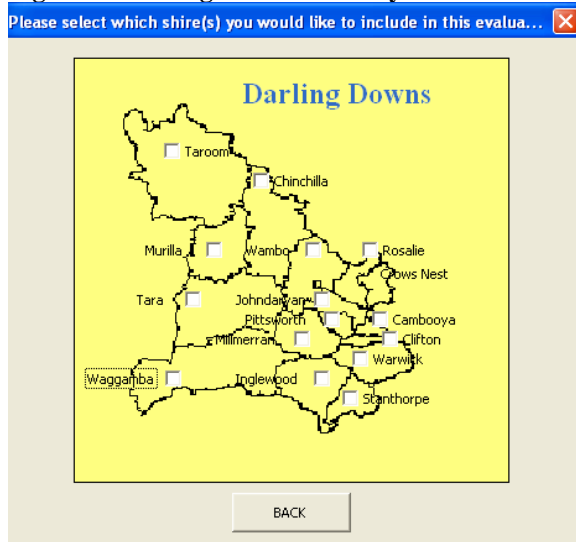 Please select which shire(s) you would like to include in this evalua...
Darling Downs
Taroom
Chinchilla
Murilla
Wambo
Rosalie
Crows Nest
Tara
Johndaryan
Pittsworth
Cambooya
Millmerran
Clifton
Warwick
Waggamba
Inglewood
Stanthorpe
BACK